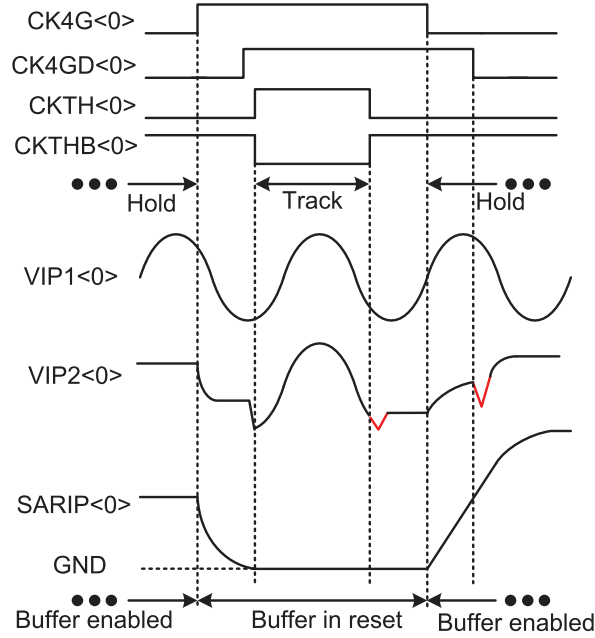 CK4G<0>
CK4GD<0>
CKTH<0>
CKTHB<0>
Hold
Track
Hold
VIP1<0>
VIP2<0>
SARIP<0>
GND
Buffer enabled
Buffer in reset
Buffer enabled